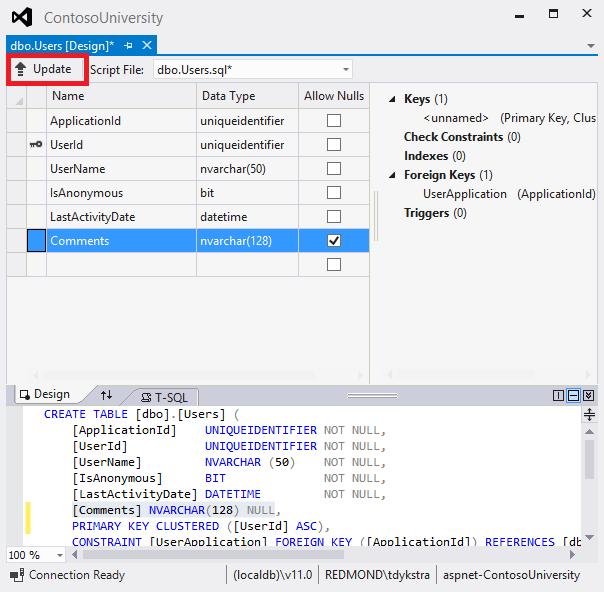 ContosoUniversity
dbo.Users [Design]*
Update Script File: dbo.Users.sql*
Name Data Type Allow Nulls
ApplicationId uniqueidentifier
UserId uniqueidentifier
UserName nvarchar(50)
IsAnonymous bit
LastActivityDate datetime
Comments nvarchar(128)
Keys (1)
<unnamed> (Primary Key, Clus
Check Constraints (0)
Indexes (0)
Foreign Keys (1)
UserApplication (ApplicationId)
Triggers (0)
Design T-SQL
CREATE TABLE [dbo].[Users] (
[ApplicationId] UNIQUEIDENTIFIER NOT NULL,
[UserId] UNIQUEIDENTIFIER NOT NULL,
[UserName] NVARCHAR (50) NOT NULL,
[IsAnonymous] BIT NOT NULL,
[LastActivityDate] DATETIME NOT NULL,
[Comments] NVARCHAR(128) NULL,
PRIMARY KEY CLUSTERED ([UserId] ASC),
CONSTRAINT [UserApplication] FOREIGN KEY ([ApplicationId]) REFERENCES [db
100 %
Connection Ready (localdb)\v11.0 REDMOND\tdykstra aspnet-ContosoUniversity